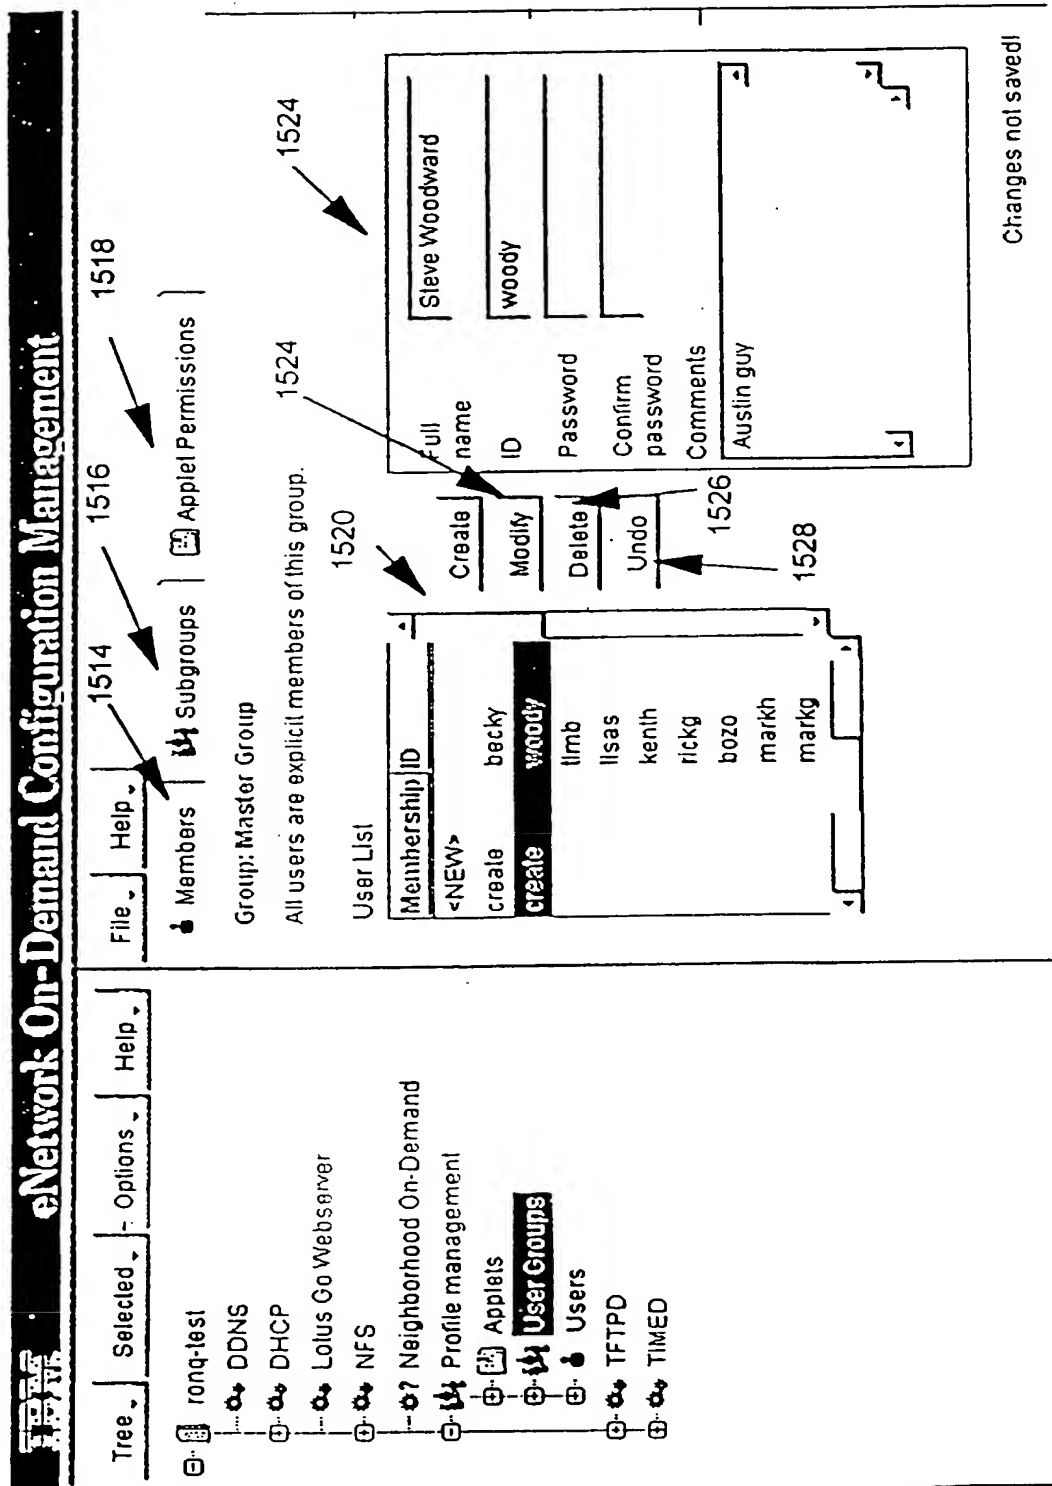 IBM eNetwork On-Demand Configuration Management
Tree Selected Options Help
ronq-test
DDNS
DHCP
Lotus Go Webserver
NFS
? Neighborhood On-Demand
Profile management
Applets
User Groups
Users
TFTPD
TIMED
File Help
1514
1516
1518
Members Subgroups Applet Permissions
Group: Master Group
All users are explicit members of this group.
User List
1520
Membership ID
<NEW>
create becky
create woody
timb
lisas
kenth
rickg
bozo
markh
markg
Create
Modify
Delete
Undo
1524
1526
1528
1524
Full
name
Steve Woodward
ID
woody
Password
Confirm
password
Comments
Austin guy
Changes not saved!